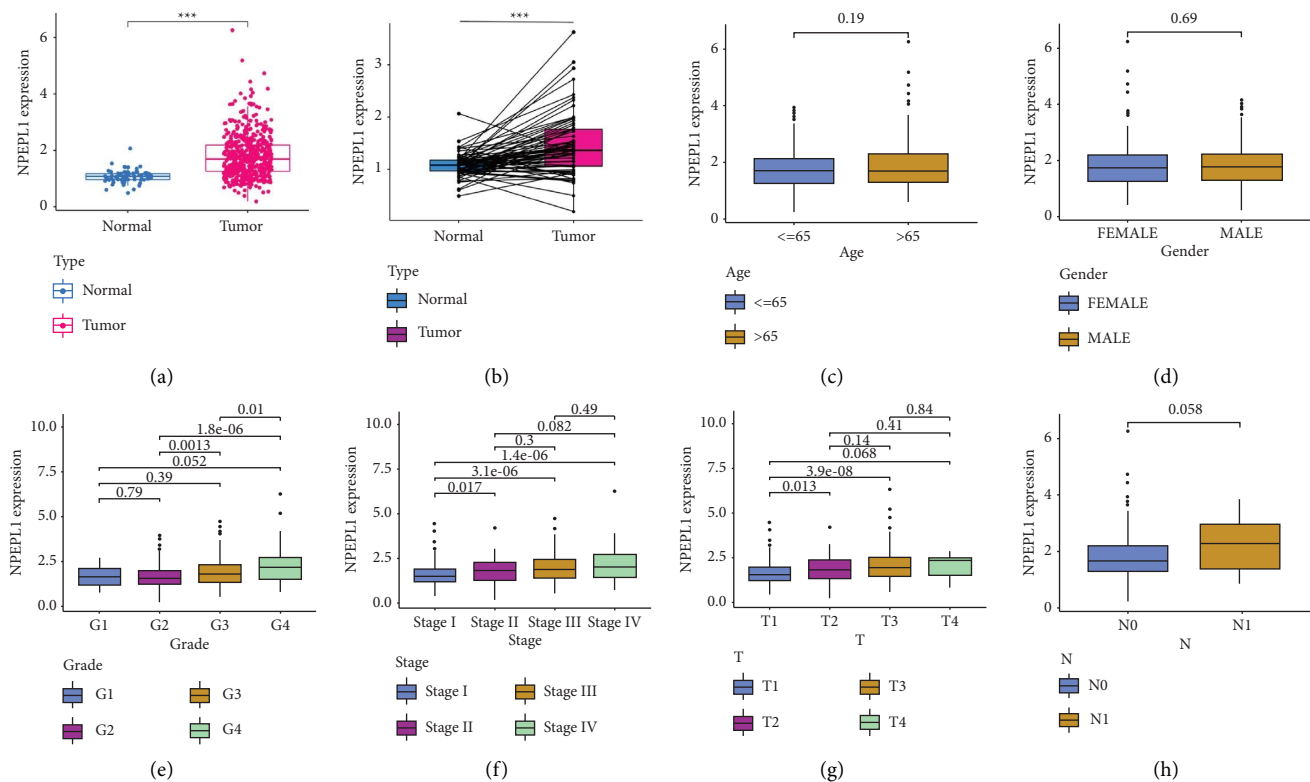 ***
6
4
2
0
NPEPL1 expression
Normal
Tumor
Type
Normal
Tumor
(a)
***
3
2
1
NPEPL1 expression
Normal
Tumor
Type
Normal
Tumor
(b)
0.19
6
4
2
0
NPEPL1 expression
<=65
>65
Age
Age
<=65
>65
(c)
0.69
6
4
2
0
NPEPL1 expression
FEMALE
MALE
Gender
Gender
FEMALE
MALE
(d)
0.01
1.8e-06
0.0013
0.052
0.39
0.79
10.0
7.5
5.0
2.5
0.0
NPEPL1 expression
G1
G2
G3
G4
Grade
Grade
G1
G3
G2
G4
(e)
0.49
0.082
0.3
1.4e-06
3.1e-06
0.017
10.0
7.5
5.0
2.5
0.0
NPEPL1 expression
Stage I
Stage II
Stage III
Stage IV
Stage
Stage
Stage I
Stage III
Stage II
Stage IV
(f)
0.84
0.41
0.14
0.068
3.9e-08
0.013
10.0
7.5
5.0
2.5
0.0
NPEPL1 expression
T1
T2
T3
T4
T
T
T1
T3
T2
T4
(g)
0.058
6
4
2
0
NPEPL1 expression
N0
N1
N
N
N0
N1
(h)